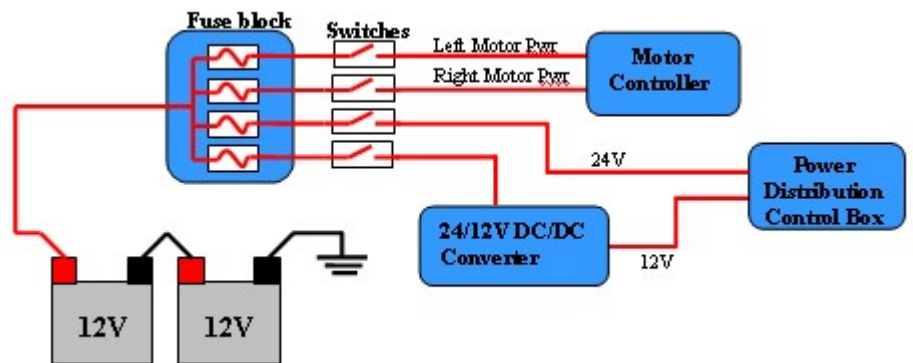 Fuse block
Switches
Left Motor Pwr
Right Motor Pwr
Motor
Controller
24V
Power
Distribution
Control Box
24/12V DC/DC
Converter
12V
12V
12V